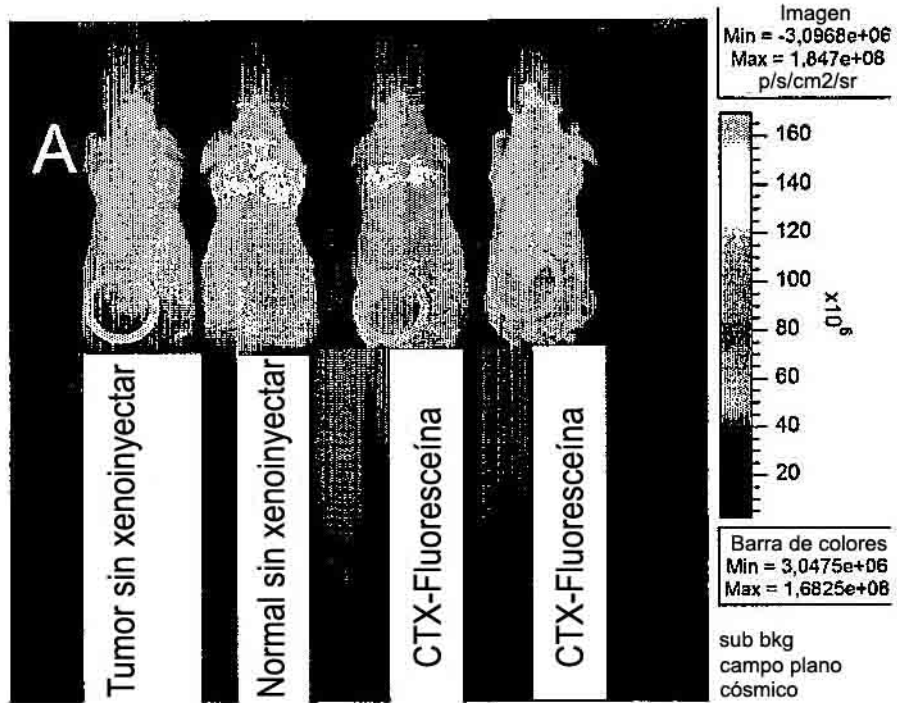 Imagen
Min = -3,0968e+06
Max = 1,847e+08
p/s/cm2/sr
A
160
140
120
100
80
60
40
20
x10^6
Tumor sin xenoinyectar
Normal sin xenoinyectar
CTX-Fluoresceína
CTX-Fluoresceína
Barra de colores
Min = 3,0475e+06
Max = 1,6825e+08
sub bkg
campo plano
cósmico